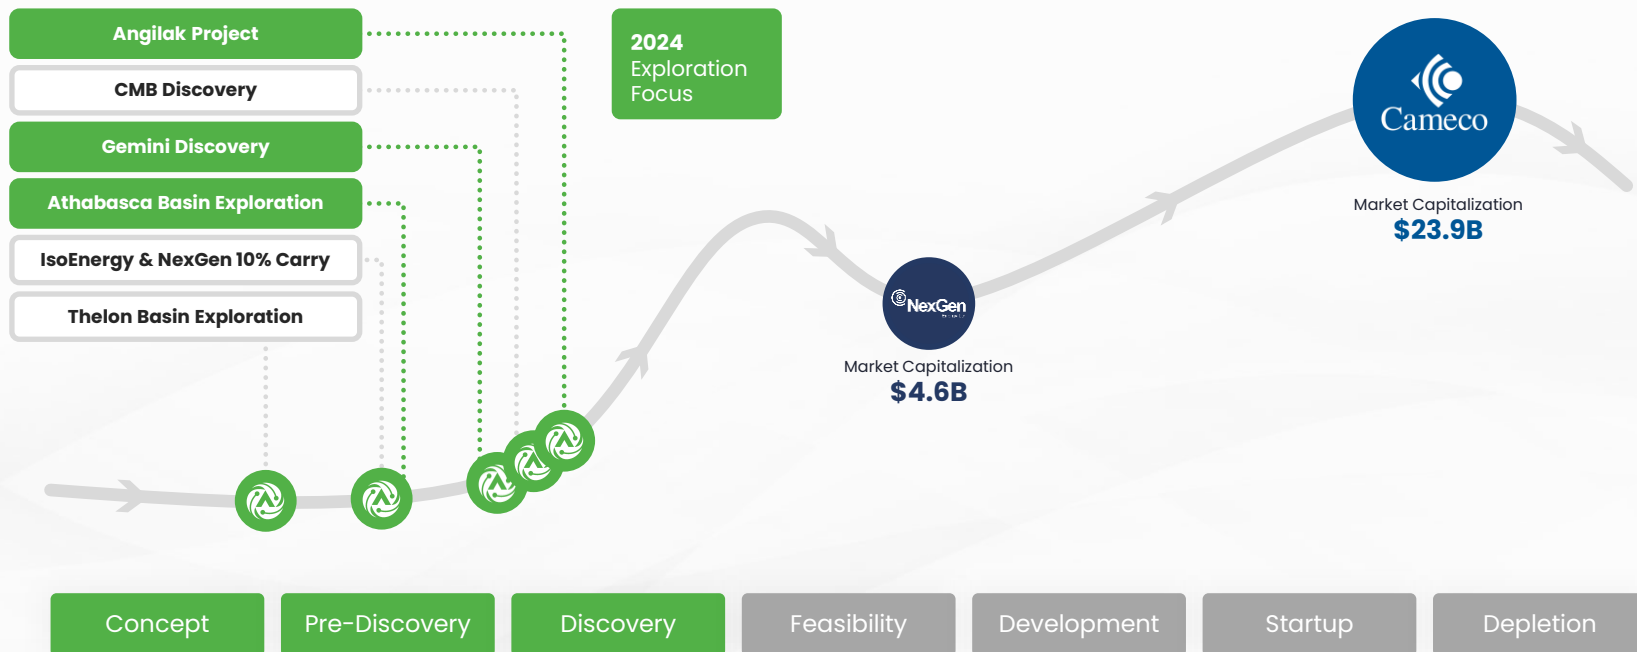 Angilak Project
CMB Discovery
Gemini Discovery
Athabasca Basin Exploration
IsoEnergy & NexGen 10% Carry
Thelon Basin Exploration
2024
Exploration
Focus
NexGen
Market Capitalization
$4.6B
Cameco
Market Capitalization
$23.9B
Concept
Pre-Discovery
Discovery
Feasibility
Development
Startup
Depletion